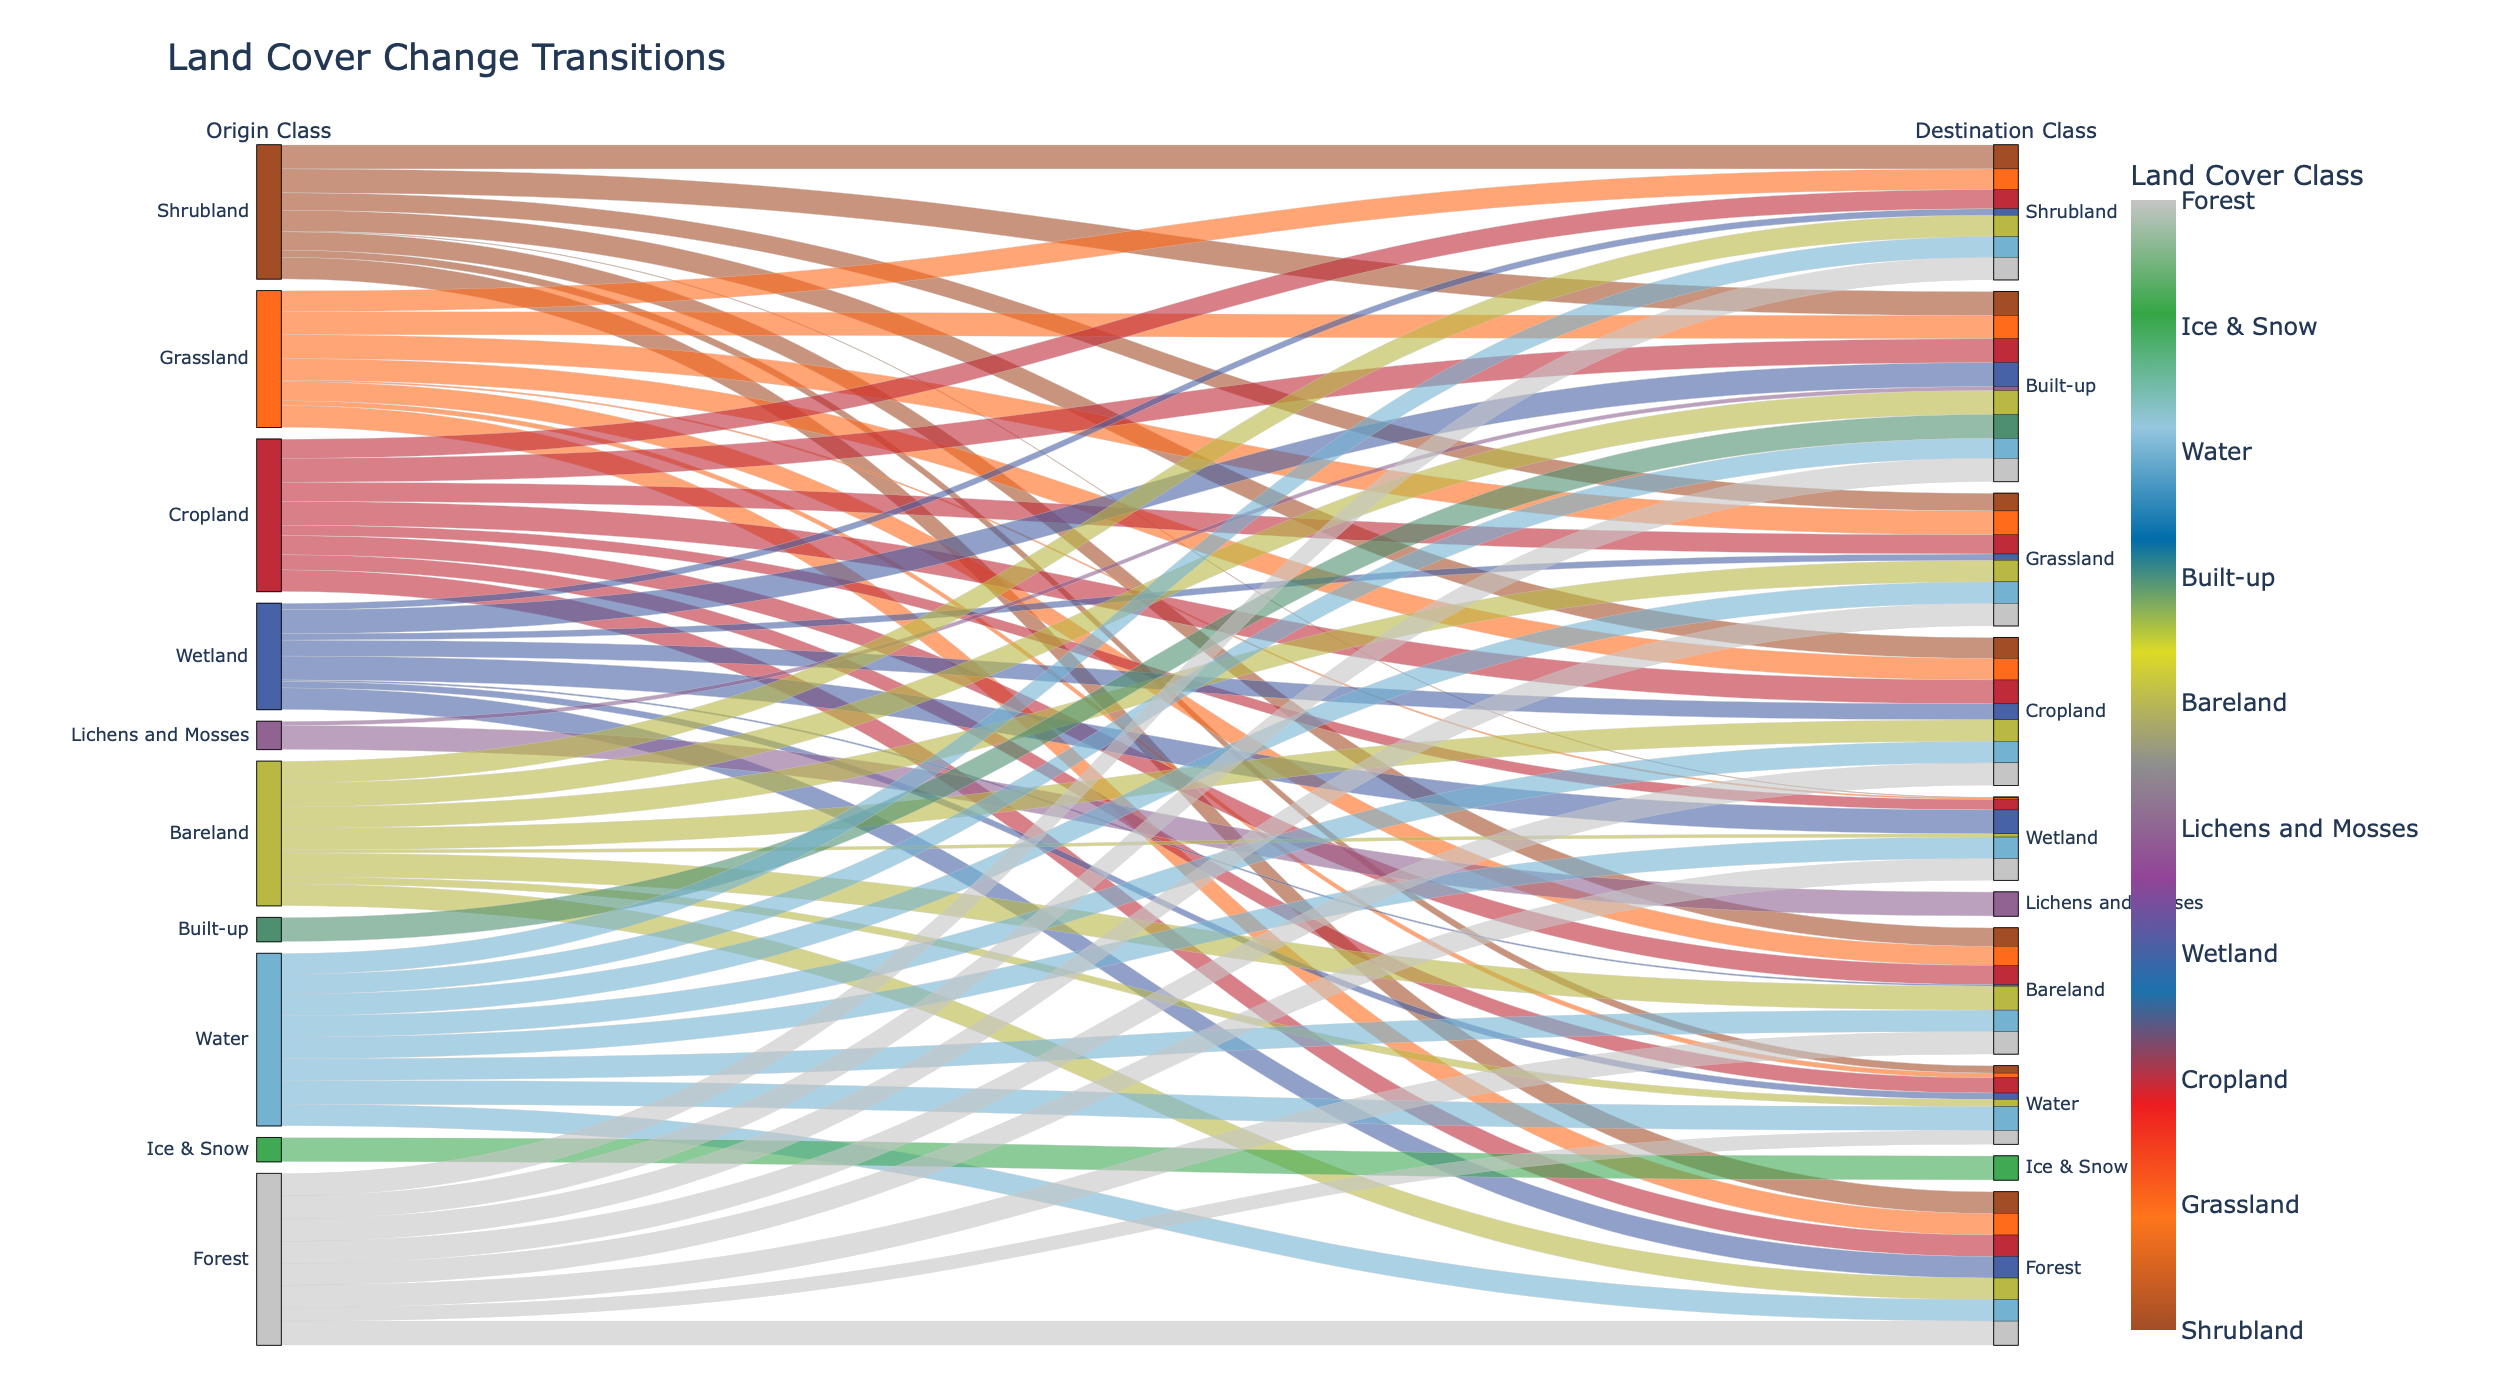 Land Cover Change Transitions
Origin Class
Destination Class
Shrubland
Grassland
Cropland
Wetland
Lichens and Mosses
Bareland
Built-up
Water
Ice & Snow
Forest
Shrubland
Built-up
Grassland
Cropland
Wetland
Lichens and ses
Bareland
Water
Ice & Snow
Forest
Land Cover Class
Forest
Ice & Snow
Water
Built-up
Bareland
Lichens and Mosses
Wetland
Cropland
Grassland
Shrubland